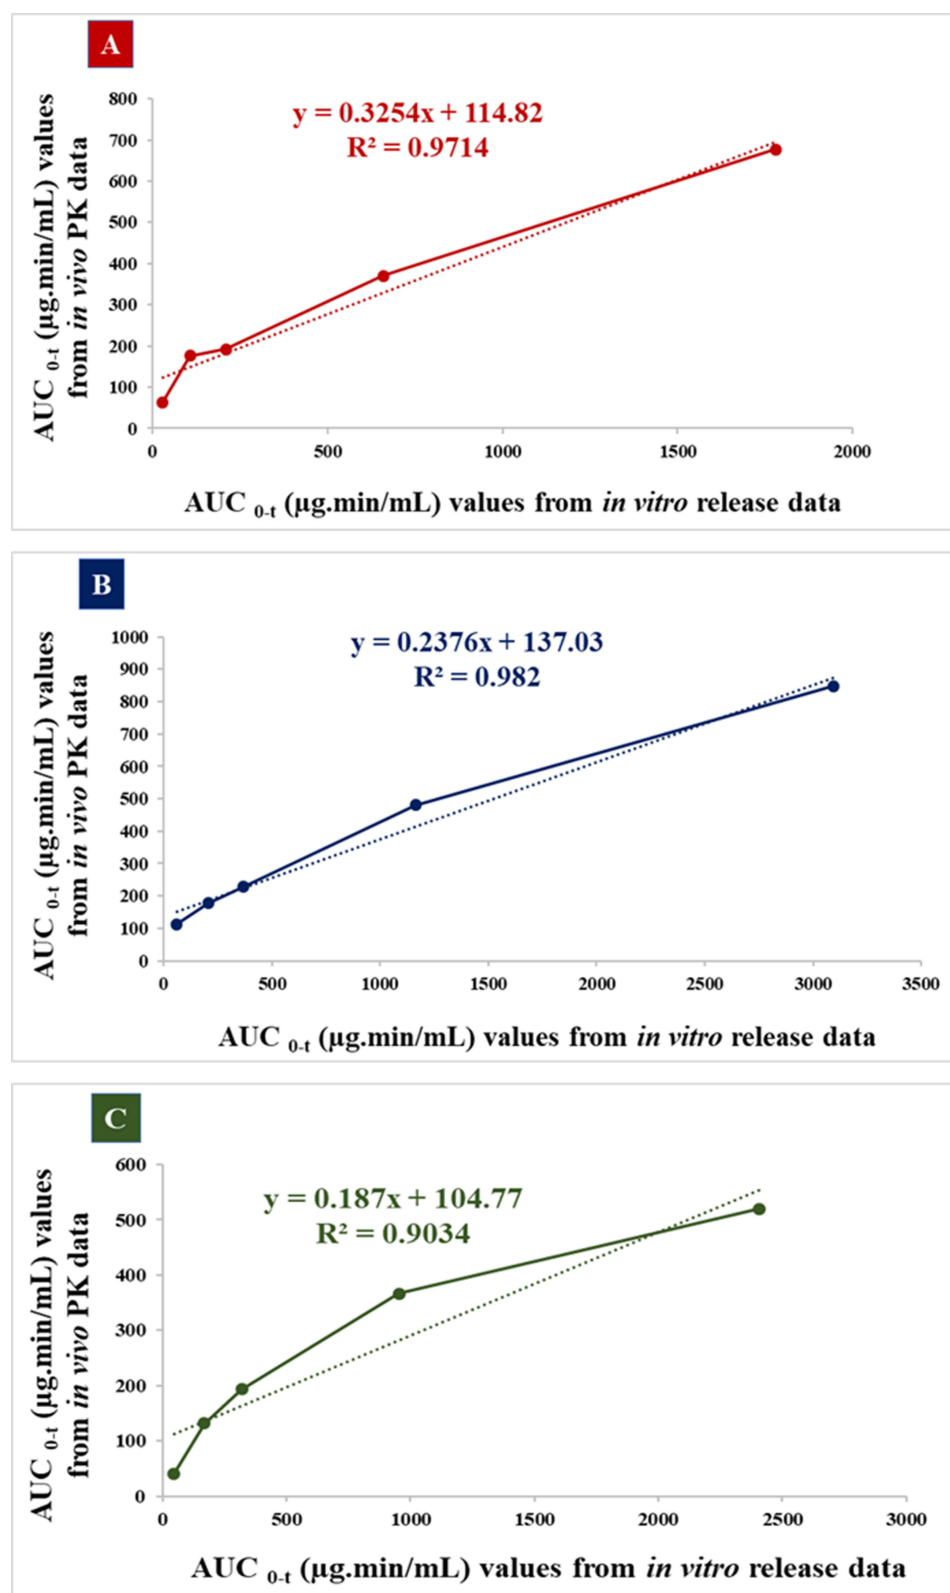 A
AUC 0-t (µg.min/mL) values
from in vivo PK data
y = 0.3254x + 114.82
R² = 0.9714
800
700
600
500
400
300
200
100
0
0 500 1000 1500 2000
AUC 0-t (µg.min/mL) values from in vitro release data
B
AUC 0-t (µg.min/mL) values
from in vivo PK data
y = 0.2376x + 137.03
R² = 0.982
1000
900
800
700
600
500
400
300
200
100
0
0 500 1000 1500 2000 2500 3000 3500
AUC 0-t (µg.min/mL) values from in vitro release data
C
AUC 0-t (µg.min/mL) values
from in vivo PK data
y = 0.187x + 104.77
R² = 0.9034
600
500
400
300
200
100
0
0 500 1000 1500 2000 2500 3000
AUC 0-t (µg.min/mL) values from in vitro release data